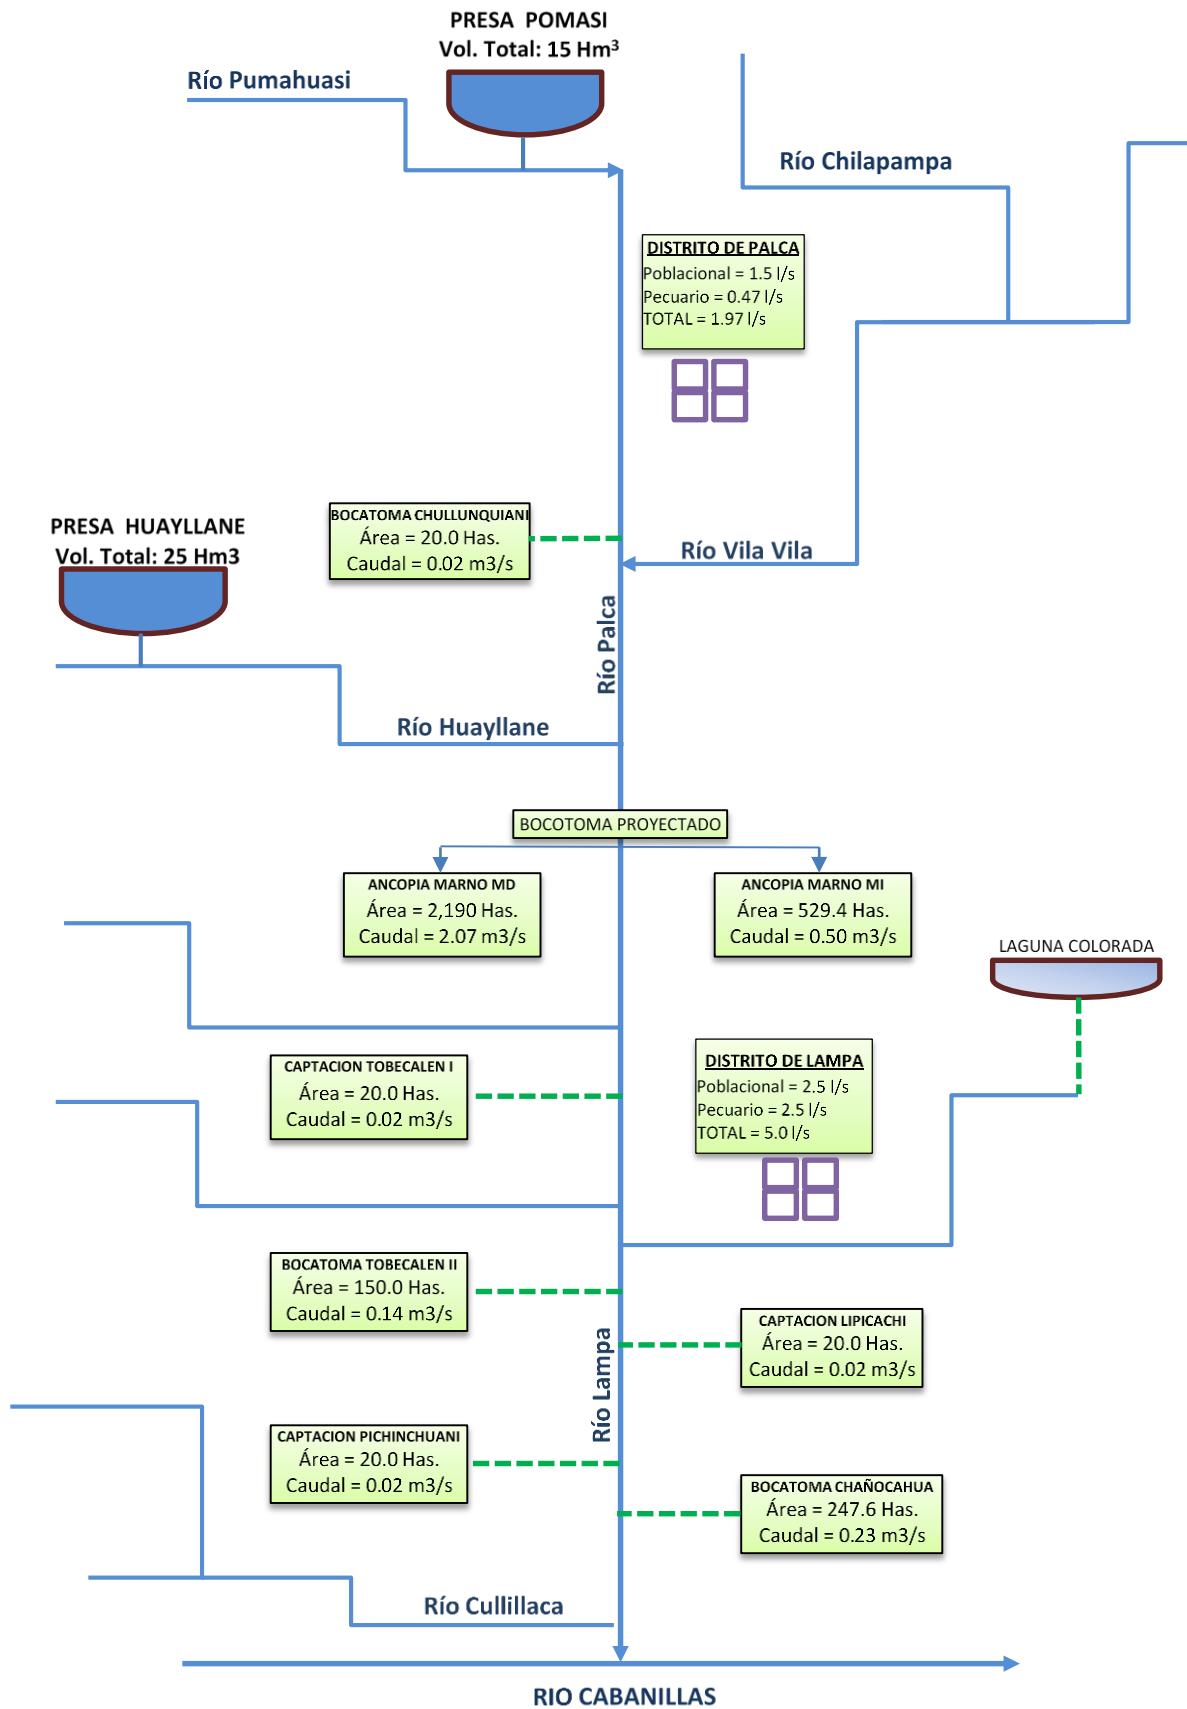 PRESA POMASI
Vol. Total: 15 Hm³
Río Pumahuasi
Río Chilapampa
DISTRITO DE PALCA
Poblacional = 1.5 l/s
Pecuario = 0.47 l/s
TOTAL = 1.97 l/s
BOCATOMA CHULLUNQUIANI
Área = 20.0 Has.
Caudal = 0.02 m3/s
PRESA HUAYLLANE
Vol. Total: 25 Hm3
Río Vila Vila
Río Palca
Río Huayllane
BOCOTOMA PROYECTADO
ANCOPIA MARNO MD
Área = 2,190 Has.
Caudal = 2.07 m3/s
ANCOPIA MARNO MI
Área = 529.4 Has.
Caudal = 0.50 m3/s
LAGUNA COLORADA
CAPTACION TOBECALEN I
Área = 20.0 Has.
Caudal = 0.02 m3/s
DISTRITO DE LAMPA
Poblacional = 2.5 l/s
Pecuario = 2.5 l/s
TOTAL = 5.0 l/s
BOCATOMA TOBECALEN II
Área = 150.0 Has.
Caudal = 0.14 m3/s
CAPTACION LIPICACHI
Área = 20.0 Has.
Caudal = 0.02 m3/s
Río Lampa
CAPTACION PICHINCHUANI
Área = 20.0 Has.
Caudal = 0.02 m3/s
BOCATOMA CHAÑOCAHUA
Área = 247.6 Has.
Caudal = 0.23 m3/s
Río Cullillaca
RIO CABANILLAS